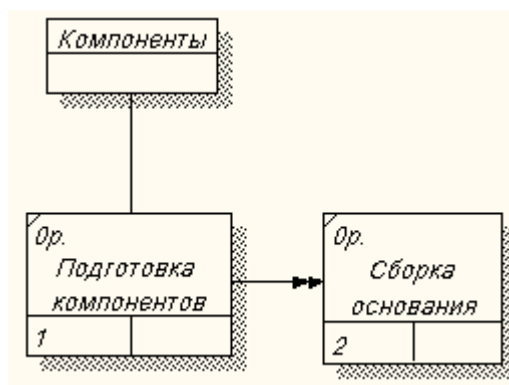 Компоненты
0р.
Подготовка
компонентов
1
0р.
Сборка
основания
2